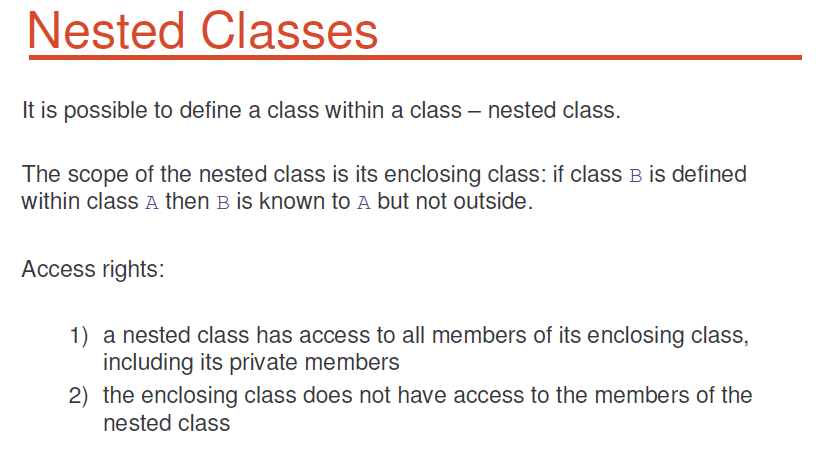 Nested Classes
It is possible to define a class within a class – nested class.
The scope of the nested class is its enclosing class: if class B is defined
within class A then B is known to A but not outside.
Access rights:
1) a nested class has access to all members of its enclosing class,
including its private members
2) the enclosing class does not have access to the members of the
nested class